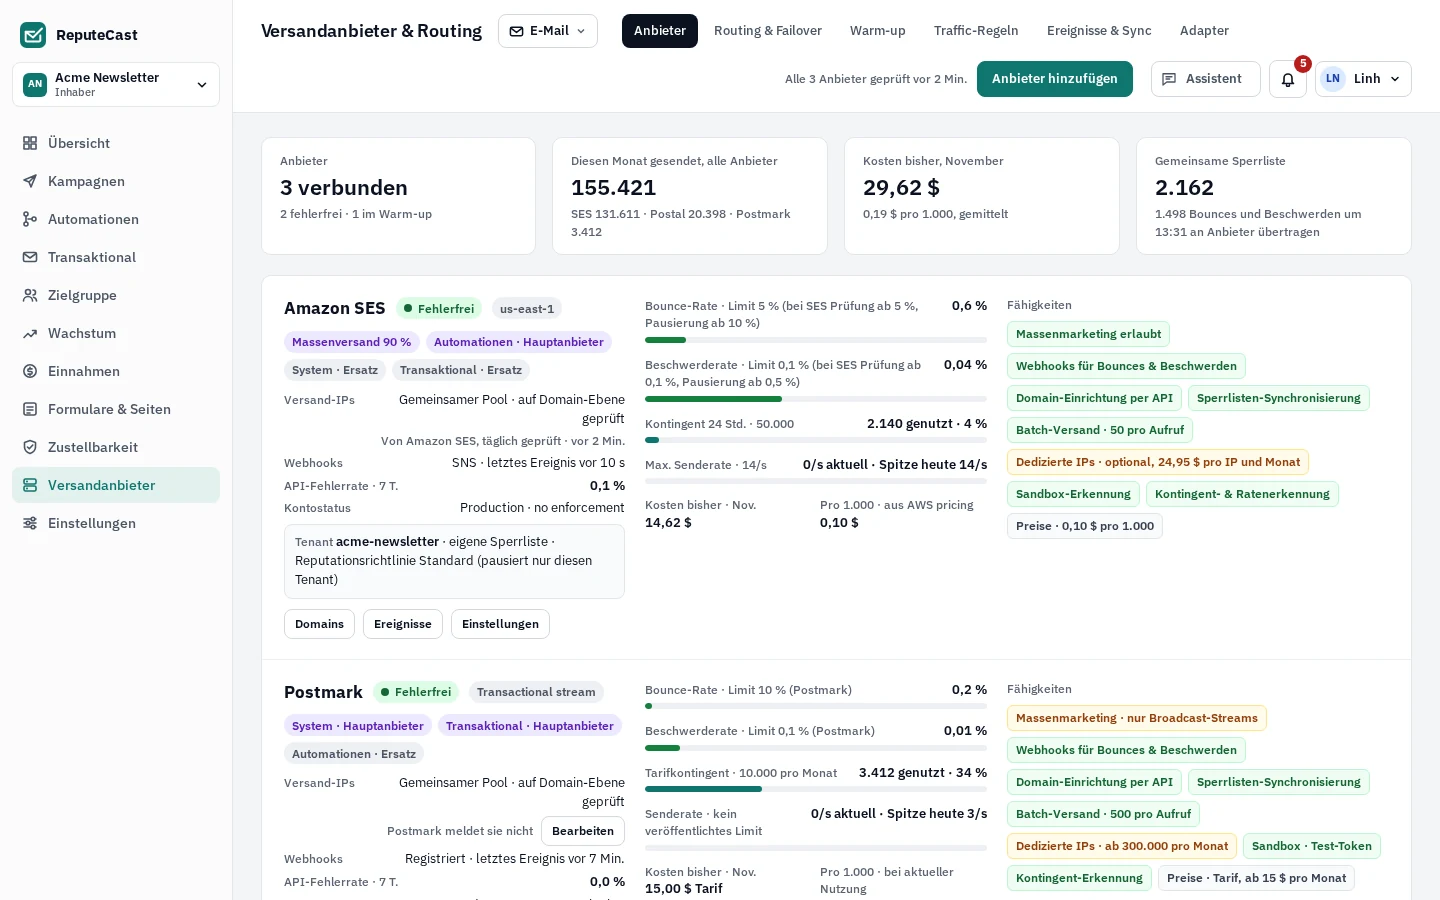 ReputeCast
AN
Acme Newsletter
Inhaber
Übersicht
Kampagnen
Automationen
Transaktional
Zielgruppe
Wachstum
Einnahmen
Formulare & Seiten
Zustellbarkeit
Versandanbieter
Einstellungen
Versandanbieter & Routing
E-Mail
Anbieter
Routing & Failover
Warm-up
Traffic-Regeln
Ereignisse & Sync
Adapter
Alle 3 Anbieter geprüft vor 2 Min.
Anbieter hinzufügen
Assistent
5
LN
Linh
Anbieter
3 verbunden
2 fehlerfrei · 1 im Warm-up
Diesen Monat gesendet, alle Anbieter
155.421
SES 131.611 · Postal 20.398 · Postmark
3.412
Kosten bisher, November
29,62 $
0,19 $ pro 1.000, gemittelt
Gemeinsame Sperrliste
2.162
1.498 Bounces und Beschwerden um
13:31 an Anbieter übertragen
Amazon SES
Fehlerfrei
us-east-1
Massenversand 90 %
Automationen · Hauptanbieter
System · Ersatz
Transaktional · Ersatz
Versand-IPs
Gemeinsamer Pool · auf Domain-Ebene
geprüft
Von Amazon SES, täglich geprüft · vor 2 Min.
Webhooks
SNS · letztes Ereignis vor 10 s
API-Fehlerrate · 7 T.
0,1 %
Kontostatus
Production · no enforcement
Tenant acme-newsletter · eigene Sperrliste ·
Reputationsrichtlinie Standard (pausiert nur diesen
Tenant)
Domains
Ereignisse
Einstellungen
Bounce-Rate · Limit 5 % (bei SES Prüfung ab 5 %,
Pausierung ab 10 %)
0,6 %
Beschwerderate · Limit 0,1 % (bei SES Prüfung ab
0,1 %, Pausierung ab 0,5 %)
0,04 %
Kontingent 24 Std. · 50.000
2.140 genutzt · 4 %
Max. Senderate · 14/s
0/s aktuell · Spitze heute 14/s
Kosten bisher · Nov.
14,62 $
Pro 1.000 · aus AWS pricing
0,10 $
Fähigkeiten
Massenmarketing erlaubt
Webhooks für Bounces & Beschwerden
Domain-Einrichtung per API
Sperrlisten-Synchronisierung
Batch-Versand · 50 pro Aufruf
Dedizierte IPs · optional, 24,95 $ pro IP und Monat
Sandbox-Erkennung
Kontingent- & Ratenerkennung
Preise · 0,10 $ pro 1.000
Postmark
Fehlerfrei
Transactional stream
System · Hauptanbieter
Transaktional · Hauptanbieter
Automationen · Ersatz
Versand-IPs
Gemeinsamer Pool · auf Domain-Ebene
geprüft
Postmark meldet sie nicht
Bearbeiten
Webhooks
Registriert · letztes Ereignis vor 7 Min.
API-Fehlerrate · 7 T.
0,0 %
Bounce-Rate · Limit 10 % (Postmark)
0,2 %
Beschwerderate · Limit 0,1 % (Postmark)
0,01 %
Tarifkontingent · 10.000 pro Monat
3.412 genutzt · 34 %
Senderate · kein
veröffentlichtes Limit
0/s aktuell · Spitze heute 3/s
Kosten bisher · Nov.
15,00 $ Tarif
Pro 1.000 · bei aktueller
Nutzung
Fähigkeiten
Massenmarketing · nur Broadcast-Streams
Webhooks für Bounces & Beschwerden
Domain-Einrichtung per API
Sperrlisten-Synchronisierung
Batch-Versand · 500 pro Aufruf
Dedizierte IPs · ab 300.000 pro Monat
Sandbox · Test-Token
Kontingent-Erkennung
Preise · Tarif, ab 15 $ pro Monat